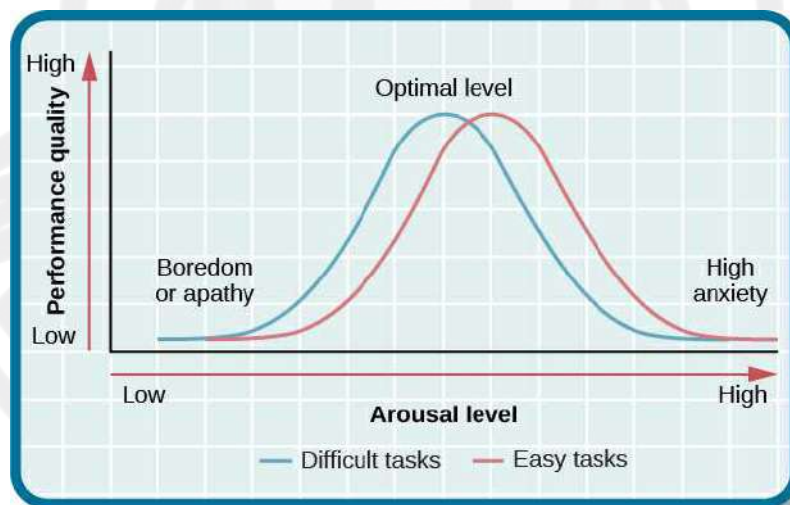 High
Optimal level
Performance quality
Boredom
or apathy
High
anxiety
Low
Low
High
Arousal level
Difficult tasks
Easy tasks